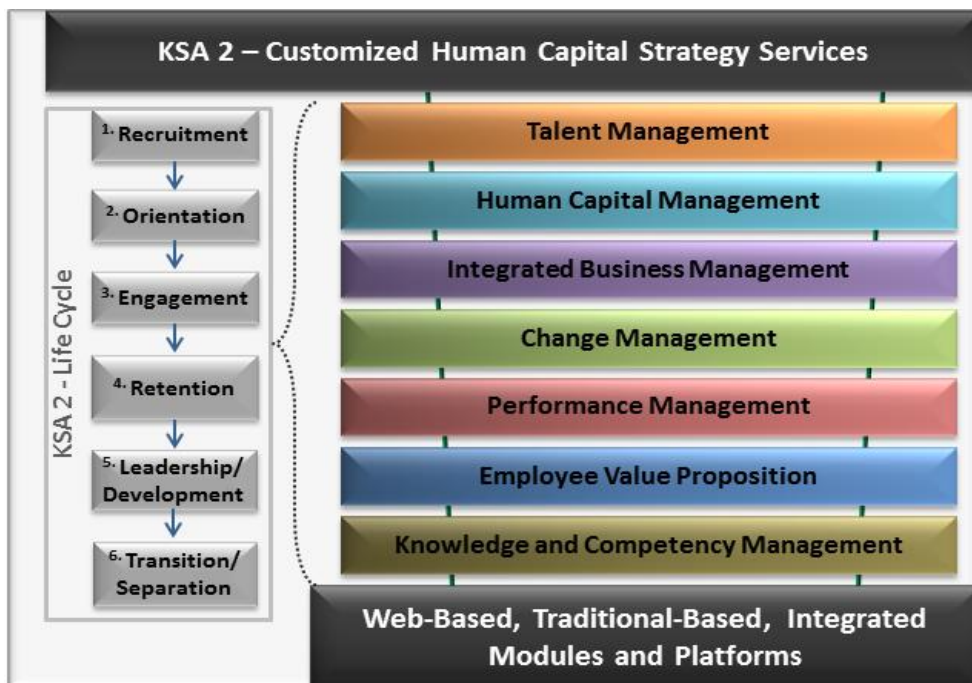 KSA 2 – Customized Human Capital Strategy Services
KSA 2 - Life Cycle
1. Recruitment
2. Orientation
3. Engagement
4. Retention
5. Leadership/
Development
6. Transition/
Separation
Talent Management
Human Capital Management
Integrated Business Management
Change Management
Performance Management
Employee Value Proposition
Knowledge and Competency Management
Web-Based, Traditional-Based, Integrated
Modules and Platforms